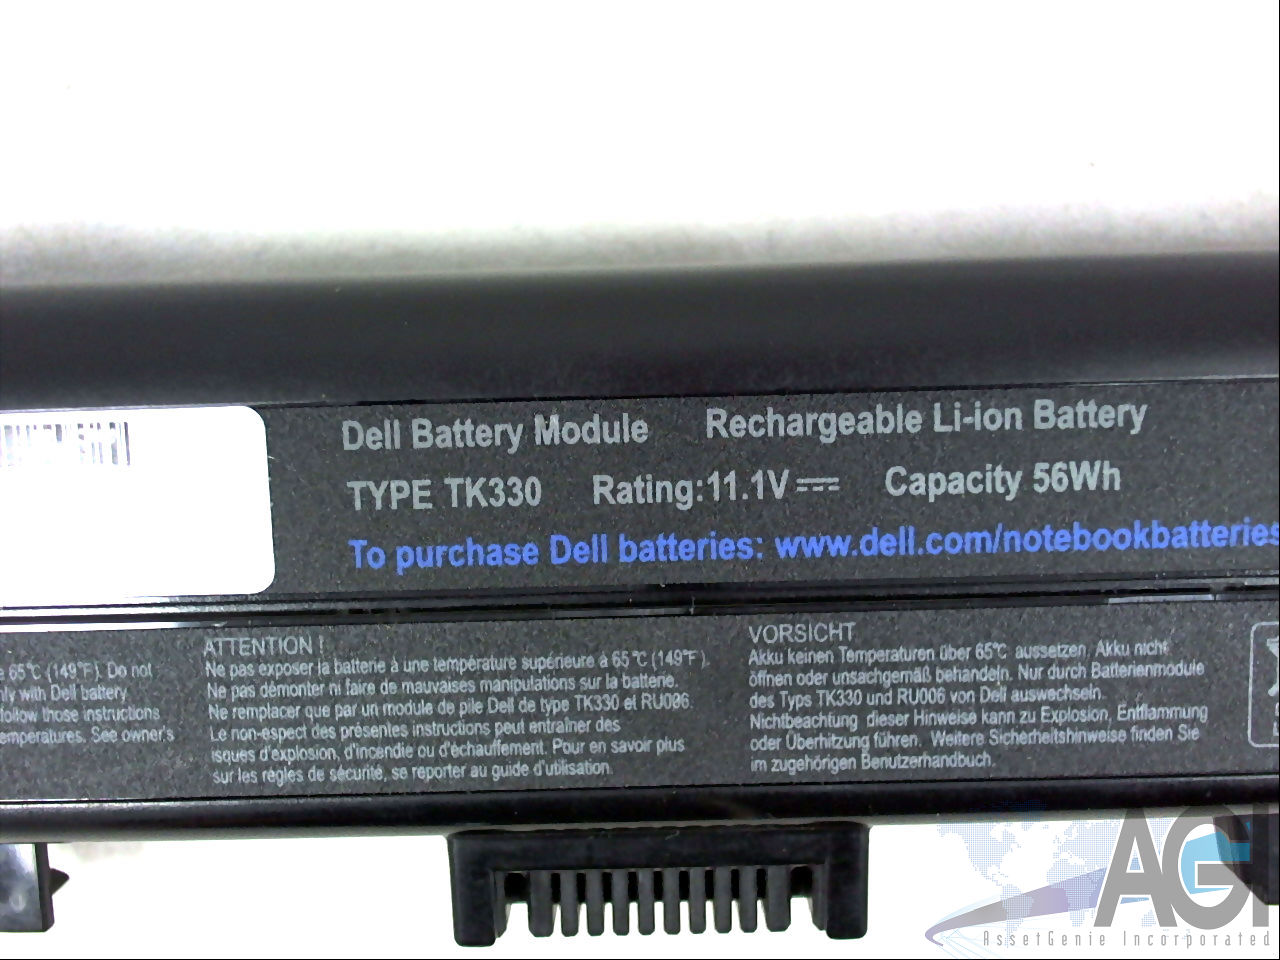 Dell Battery Module Rechargeable Li-ion Battery
TYPE TK330 Rating:11.1V Capacity 56Wh
To purchase Dell batteries: www.dell.com/notebookbatteries
65°C (149°F). Do not
with Dell battery
follow those instructions
emperatures. See owner's
ATTENTION !
Ne pas exposer la batterie à une température supérieure à 65°C (149°F).
Ne pas démonter ni faire de mauvaises manipulations sur la batterie.
Ne remplacer que par un module de pile Dell de type TK330 et RU006.
Le non-espect des présentes instructions peut entraîner des
isques d'explosion, d'incendie ou d'échauffement. Pour en savoir plus
sur les règles de sécurité, se reporter au guide d'utilisation.
VORSICHT
Akku keinen Temperaturen über 65°C aussetzen. Akku nicht
öffnen oder unsachgemäß behandeln. Nur durch Batterienmodule
des Typs TK330 und RU006 von Dell auswechseln.
Nichtbeachtung dieser Hinweise kann zu Explosion, Entflammung
oder Überhitzung führen. Weitere Sicherheitshinweise finden Sie
im zugehörigen Benutzerhandbuch.
AGI
AssetGenie Incorporated